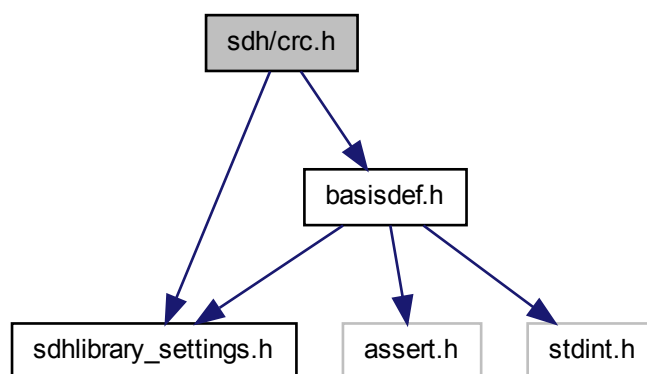 sdh/crc.h
basisdef.h
sdhlibrary_settings.h
assert.h
stdint.h